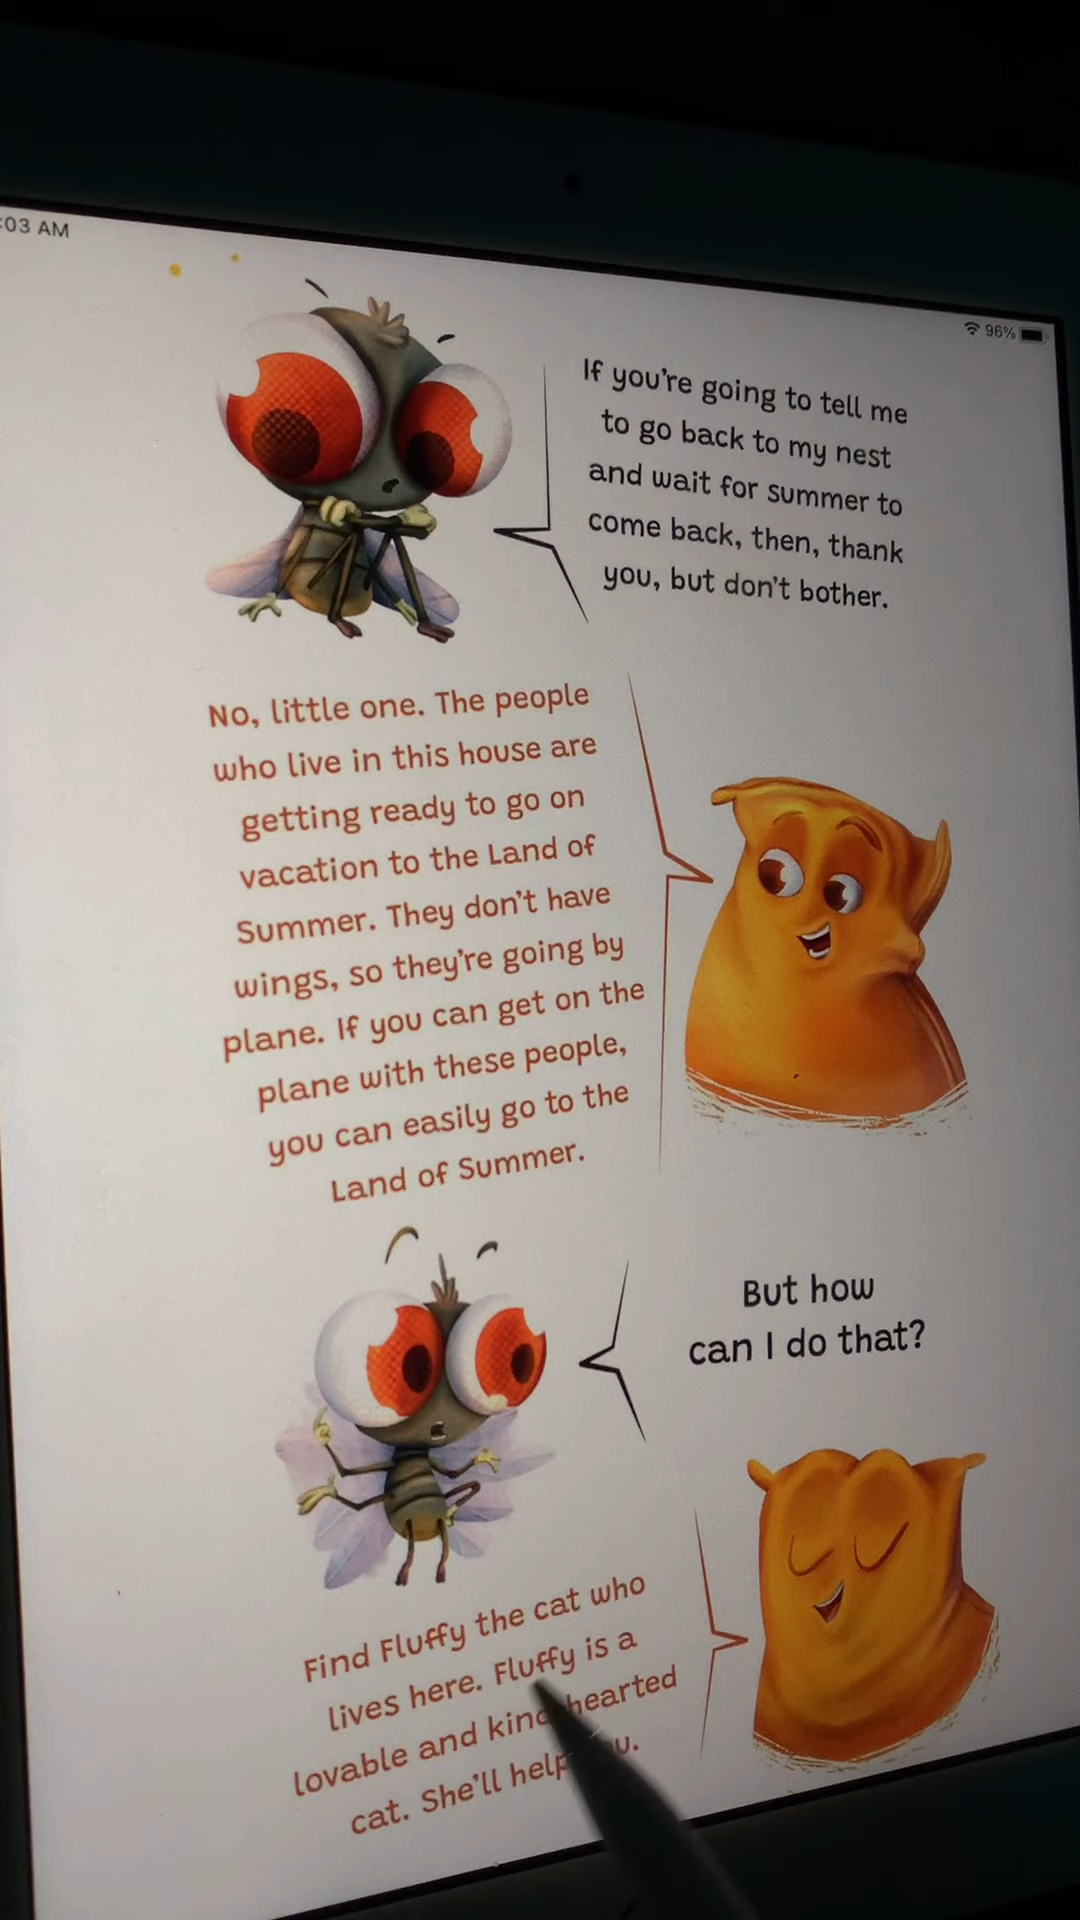 :03 AM
96%
If you're going to tell me
to go back to my nest
and wait for summer to
come back, then, thank
you, but don't bother.
No, little one. The people
who live in this house are
getting ready to go on
vacation to the Land of
Summer. They don't have
wings, so they're going by
plane. If you can get on the
plane with these people,
you can easily go to the
Land of Summer.
But how
can I do that?
Find Fluffy the cat who
lives here. Fluffy is a
lovable and kind hearted
cat. She'll help you.